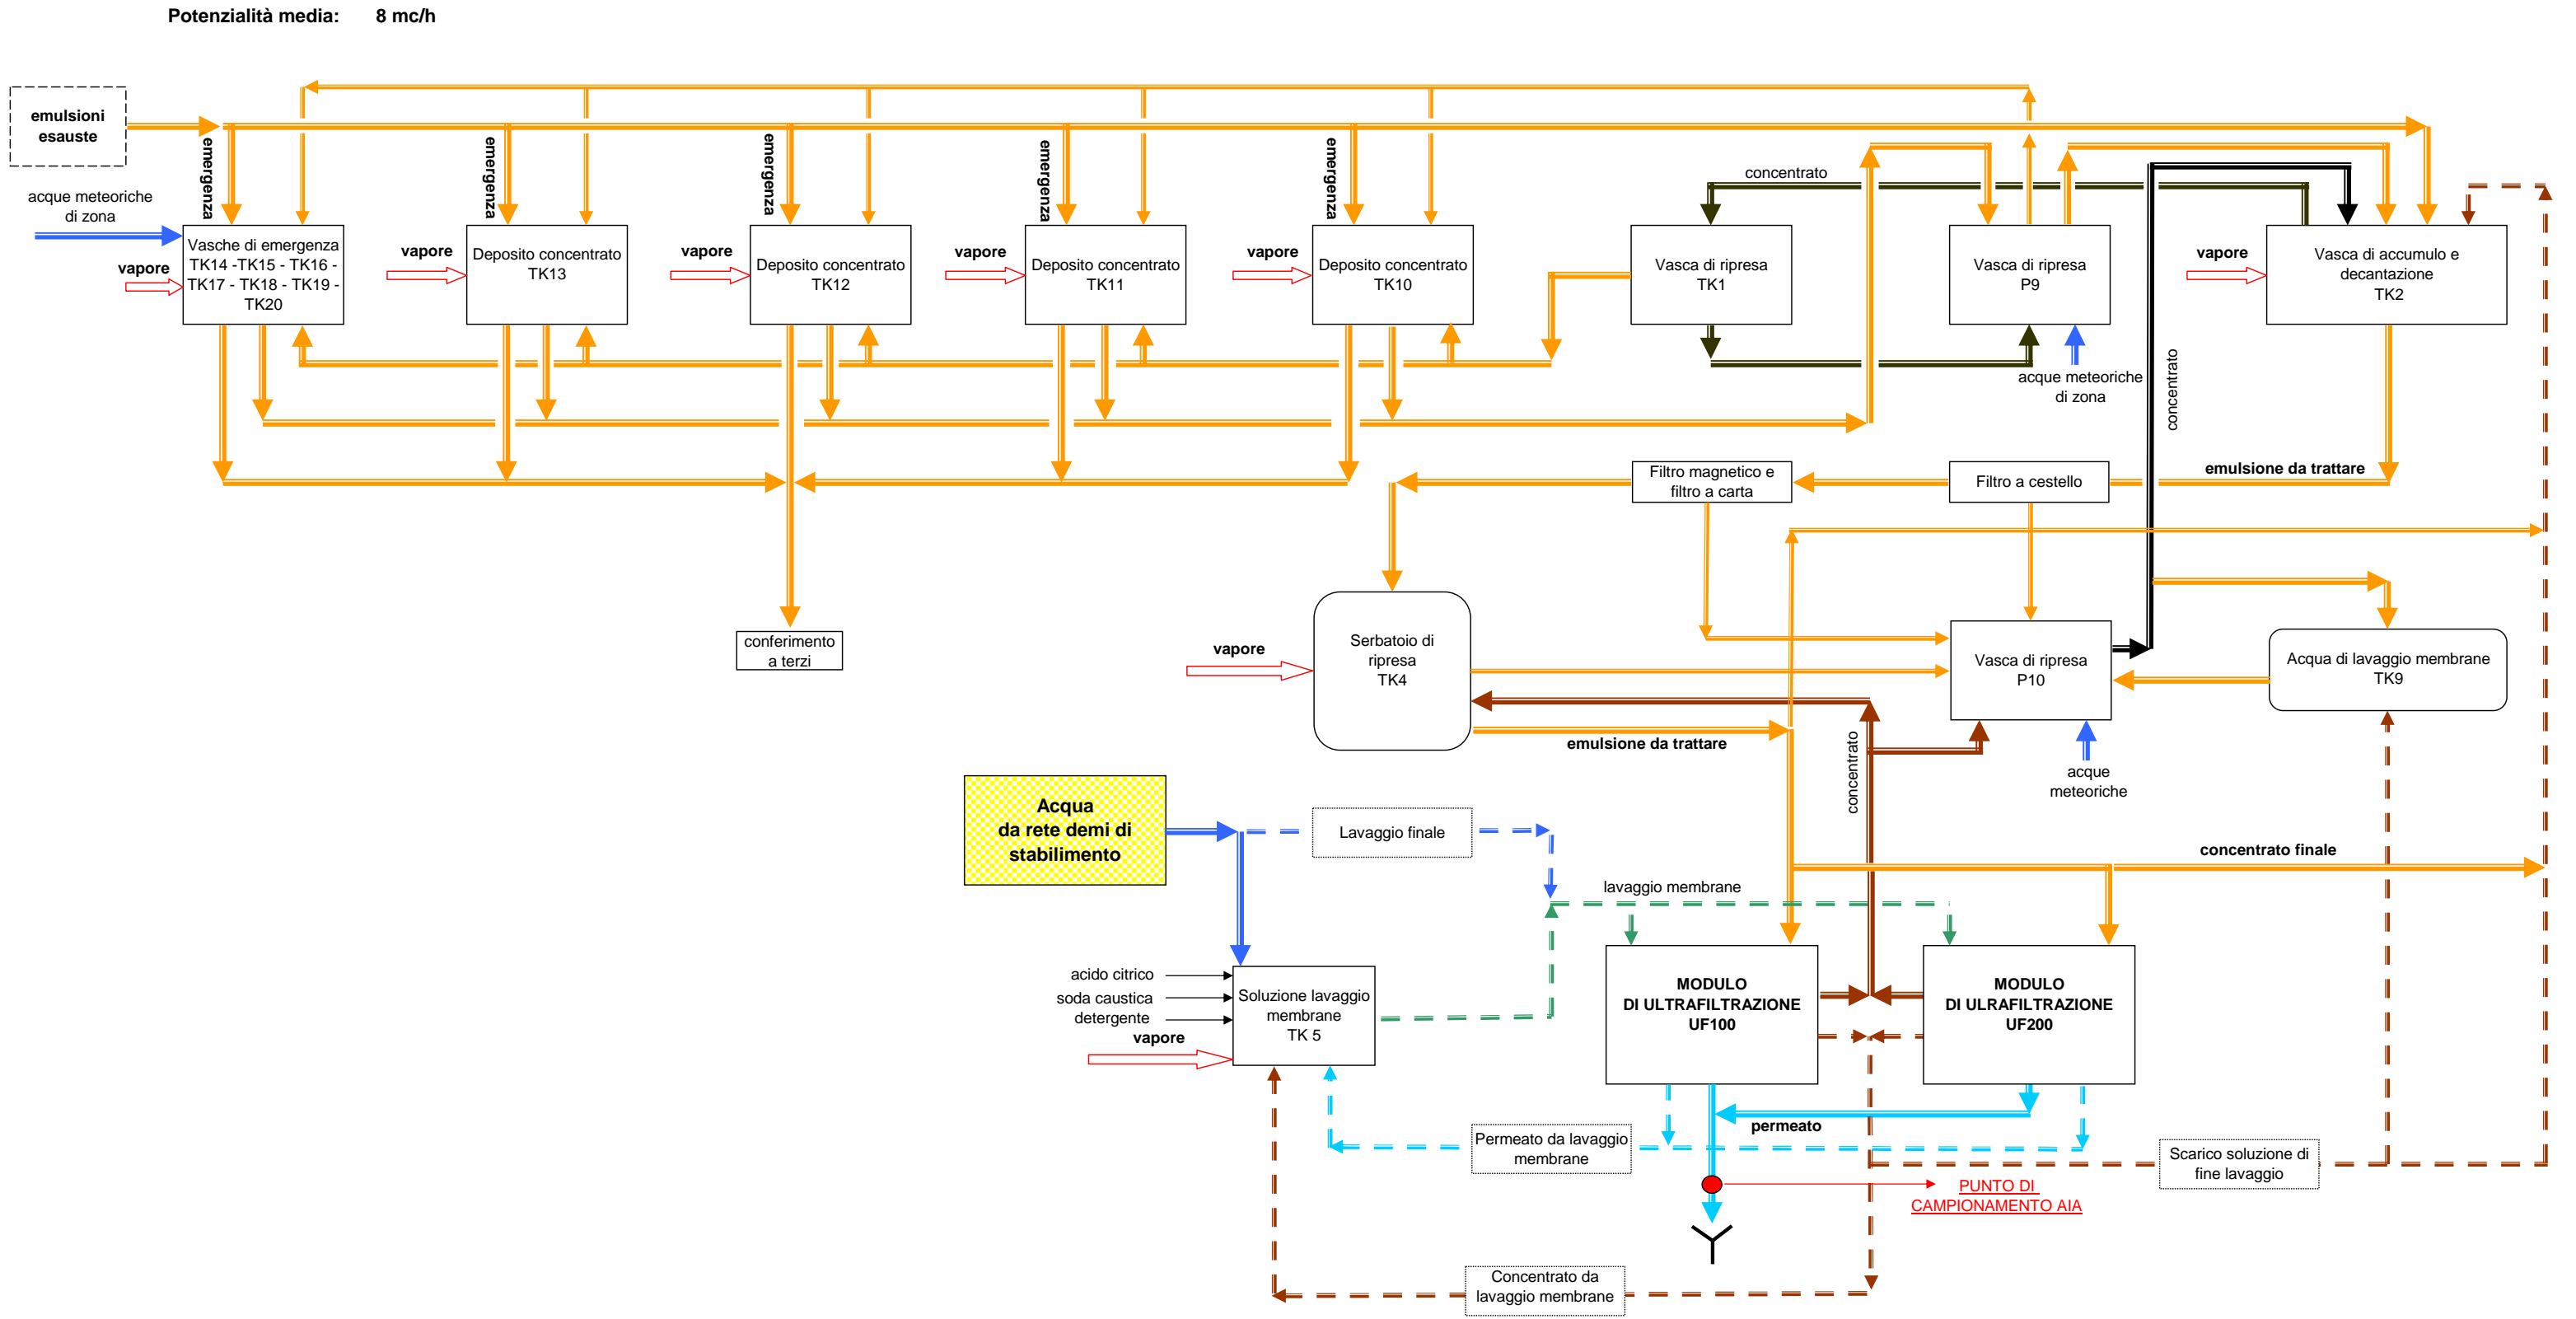 Potenzialità media: 8 mc/h
emulsioni
esauste
emergenza
emergenza
emergenza
emergenza
emergenza
concentrato
acque meteoriche
di zona
vapore
Vasche di emergenza
TK14 -TK15 - TK16 -
TK17 - TK18 - TK19 -
TK20
vapore
Deposito concentrato
TK13
vapore
Deposito concentrato
TK12
vapore
Deposito concentrato
TK11
vapore
Deposito concentrato
TK10
Vasca di ripresa
TK1
Vasca di ripresa
P9
vapore
Vasca di accumulo e
decantazione
TK2
acque meteoriche
di zona
concentrato
Filtro magnetico e
filtro a carta
Filtro a cestello
emulsione da trattare
conferimento
a terzi
vapore
Serbatoio di
ripresa
TK4
Vasca di ripresa
P10
Acqua di lavaggio membrane
TK9
emulsione da trattare
concentrato
acque
meteoriche
Acqua
da rete demi di
stabilimento
Lavaggio finale
concentrato finale
lavaggio membrane
acido citrico
soda caustica
detergente
vapore
Soluzione lavaggio
membrane
TK 5
MODULO
DI ULTRAFILTRAZIONE
UF100
MODULO
DI ULRAFILTRAZIONE
UF200
permeato
Permeato da lavaggio
membrane
Scarico soluzione di
fine lavaggio
PUNTO DI
CAMPIONAMENTO AIA
Concentrato da
lavaggio membrane